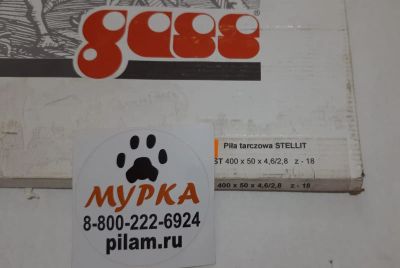 gass
®
Piła tarczowa STELLIT
ST 400 x 50 x 4,6/2,8 z - 18
400 x 50 x 4,6/2,8 z - 18
МУРКА
8-800-222-6924
pilam.ru